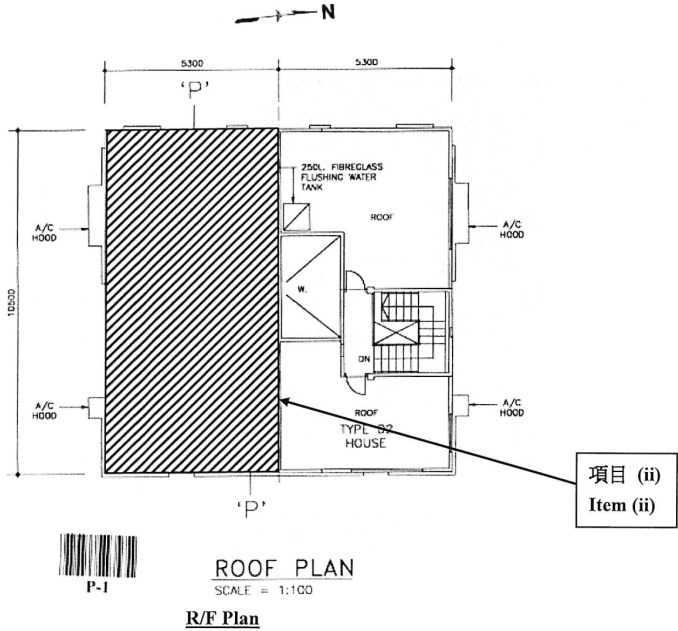 N
5300
5300
'P'
250L. FIBREGLASS
FLUSHING WATER
TANK
ROOF
A/C
HOOD
A/C
HOOD
W.
10500
DN
A/C
HOOD
A/C
HOOD
ROOF
TYPE B2
HOUSE
項目 (ii)
Item (ii)
'P'
P-1
ROOF PLAN
SCALE = 1:100
R/F Plan